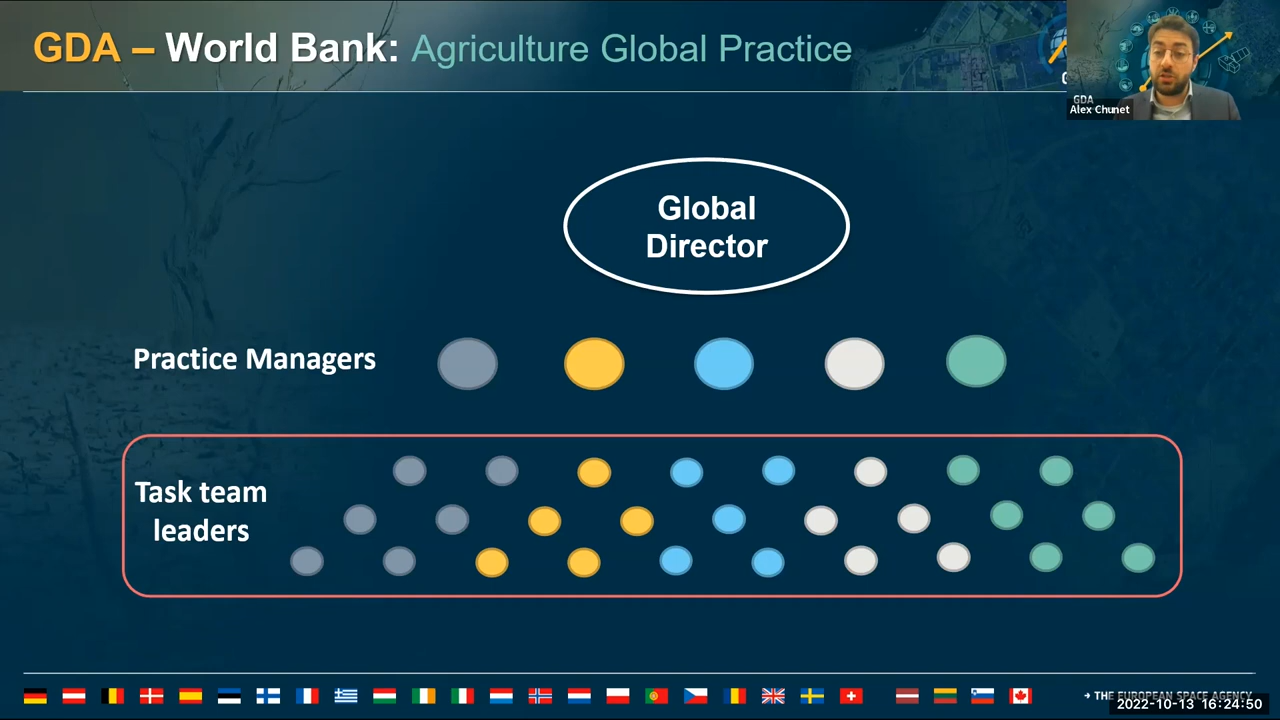 GDA – World Bank: Agriculture Global Practice
GDA
Alex Chunet
Global
Director
Practice Managers
Task team
leaders
→ THE EUROPEAN SPACE AGENCY
2022-10-13 16:24:50